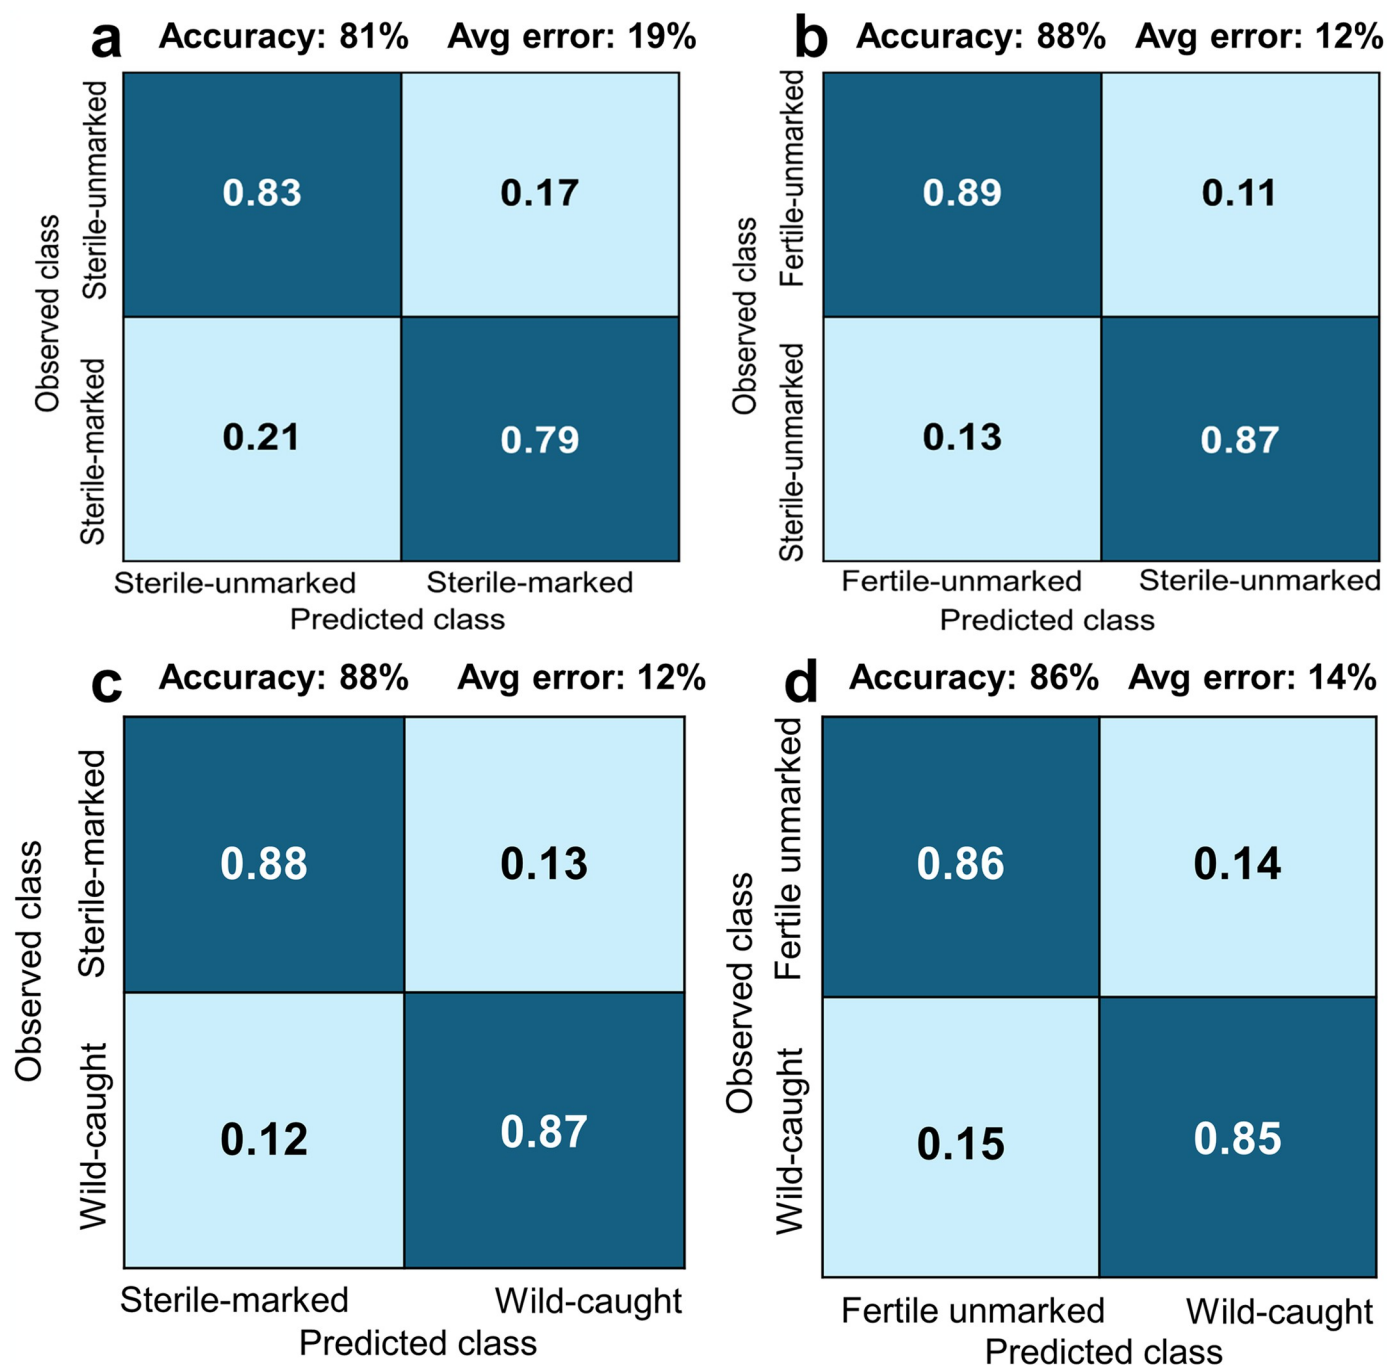 a Accuracy: 81% Avg error: 19%
Observed class
Sterile-unmarked
0.83 0.17
Sterile-marked
0.21 0.79
Sterile-unmarked Sterile-marked
Predicted class
b Accuracy: 88% Avg error: 12%
Observed class
Fertile-unmarked
0.89 0.11
Sterile-unmarked
0.13 0.87
Fertile-unmarked Sterile-unmarked
Predicted class
c Accuracy: 88% Avg error: 12%
Observed class
Sterile-marked
0.88 0.13
Wild-caught
0.12 0.87
Sterile-marked Wild-caught
Predicted class
d Accuracy: 86% Avg error: 14%
Observed class
Fertile unmarked
0.86 0.14
Wild-caught
0.15 0.85
Fertile unmarked Wild-caught
Predicted class